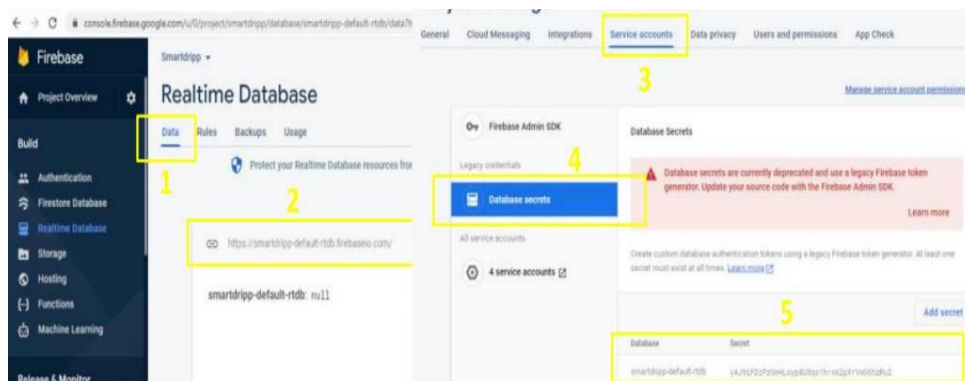 console.firebase.google.com/u/0/project/smartdripp/database/smartdripp-default-rtdb/data?h
Firebase
Project Overview
Build
Authentication
Firestore Database
Realtime Database
Storage
Hosting
Functions
Machine Learning
Release & Monitor
Smartdripp
Realtime Database
Data Rules Backups Usage
1
Protect your Realtime Database resources from
2
https://smartdripp-default-rtdb.firebaseio.com/
smartdripp-default-rtdb: null
General Cloud Messaging Integrations Service accounts Data privacy Users and permissions App Check
3
Manage service account permissions
Firebase Admin SDK
Legacy credentials
4
Database secrets
All service accounts
4 service accounts
Database Secrets
Database secrets are currently deprecated and use a legacy Firebase token
generator. Update your source code with the Firebase Admin SDK.
Learn more
Create custom database authentication tokens using a legacy Firebase token generator. At least one
secret must exist at all times. Learn more
5
Add secret
Database Secret
smartdripp-default-rtdb